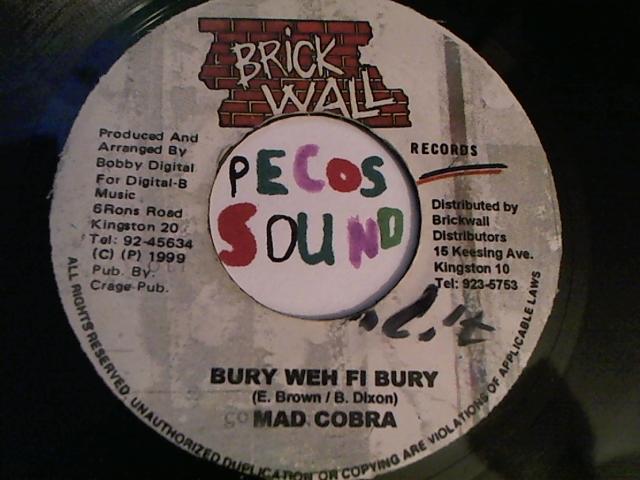 BRICK
WALL
RECORDS
Produced And
Arranged By
Bobby Digital
For Digital-B
Music
6Rons Road
Kingston 20
Tel: 92-45634
(C) (P) 1999
Pub. By:
Crage Pub.
PECOS
SOUND
Distributed by
Brickwall
Distributors
15 Keesing Ave.
Kingston 10
Tel: 923-5753
BURY WEH FI BURY
(E. Brown / B. Dixon)
MAD COBRA
ALL RIGHTS RESERVED. UNAUTHORIZED DUPLICATION OR COPYING ARE VIOLATIONS OF APPLICABLE LAWS